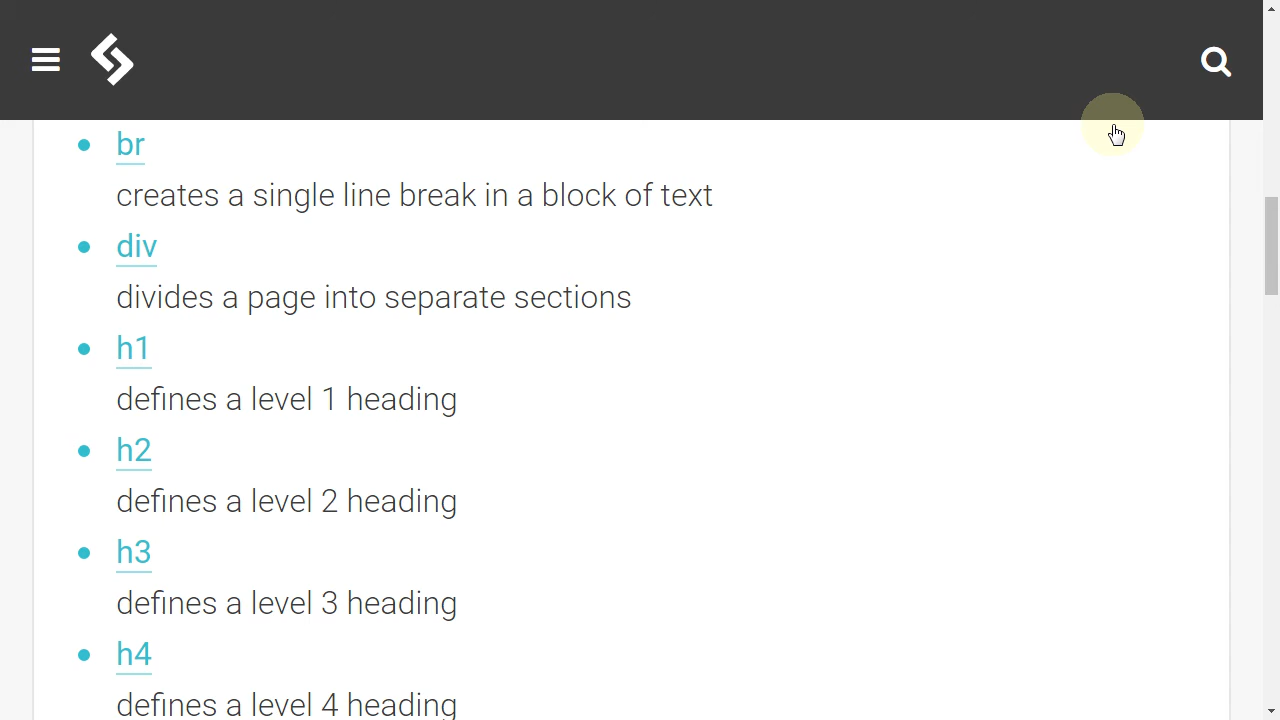 br
creates a single line break in a block of text
div
divides a page into separate sections
h1
defines a level 1 heading
h2
defines a level 2 heading
h3
defines a level 3 heading
h4
defines a level 4 heading